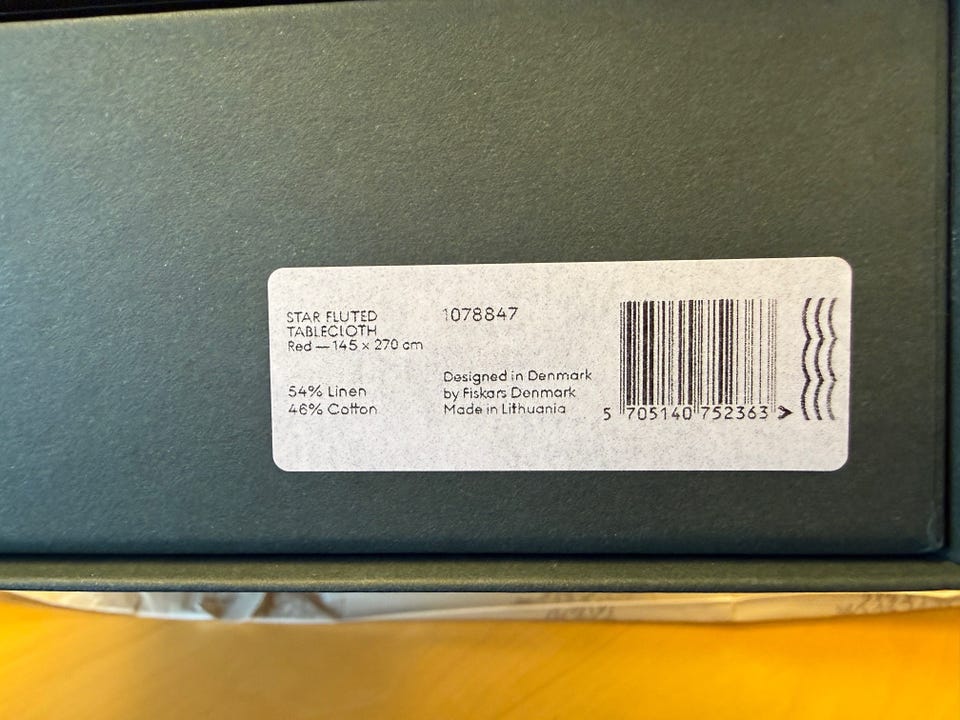 STAR FLUTED
TABLECLOTH
Red — 145 × 270 cm
54% Linen
46% Cotton
1078847
Designed in Denmark
by Fiskars Denmark
Made in Lithuania
5 705140 752363 >